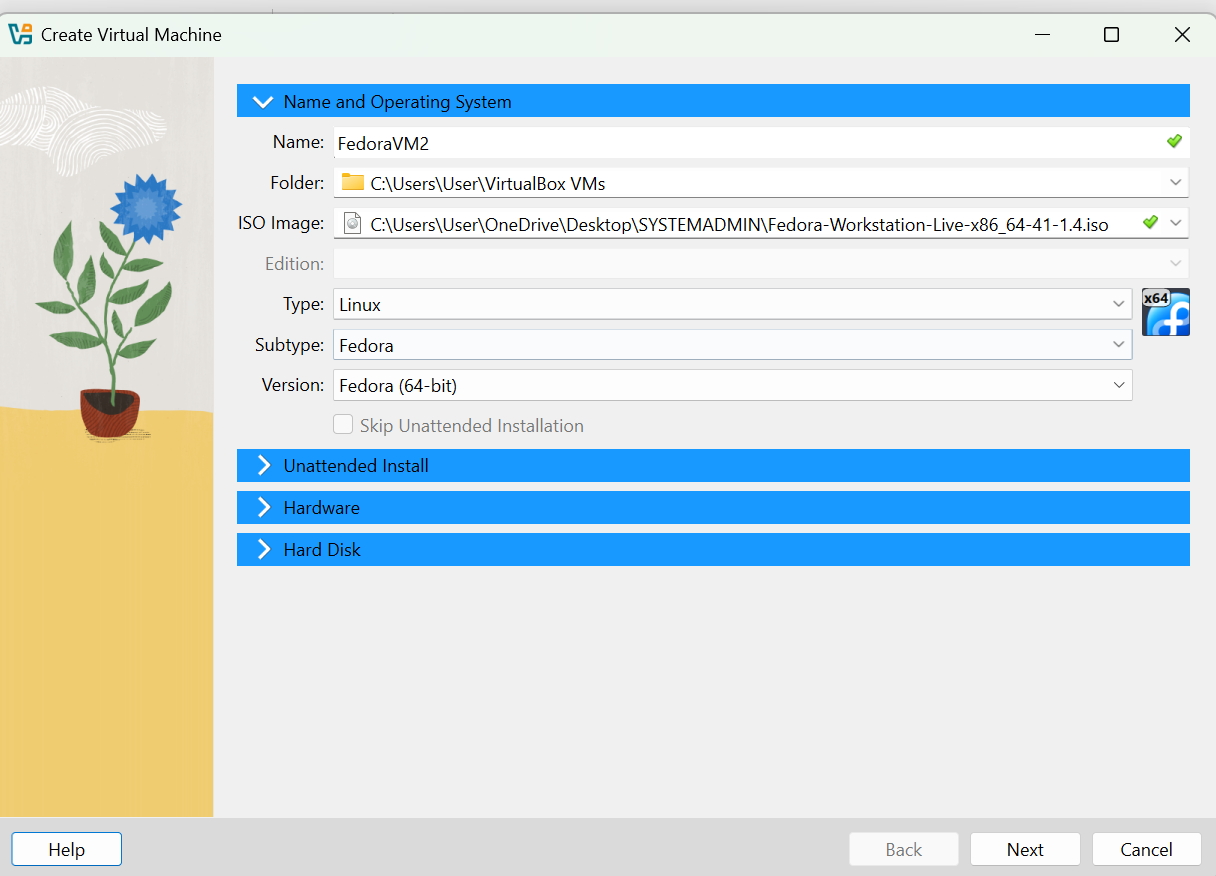 Create Virtual Machine
Name and Operating System
Name: FedoraVM2
Folder: C:\Users\User\VirtualBox VMs
ISO Image: C:\Users\User\OneDrive\Desktop\SYSTEMADMIN\Fedora-Workstation-Live-x86_64-41-1.4.iso
Edition:
Type: Linux x64
Subtype: Fedora
Version: Fedora (64-bit)
Skip Unattended Installation
Unattended Install
Hardware
Hard Disk
Help Back Next Cancel